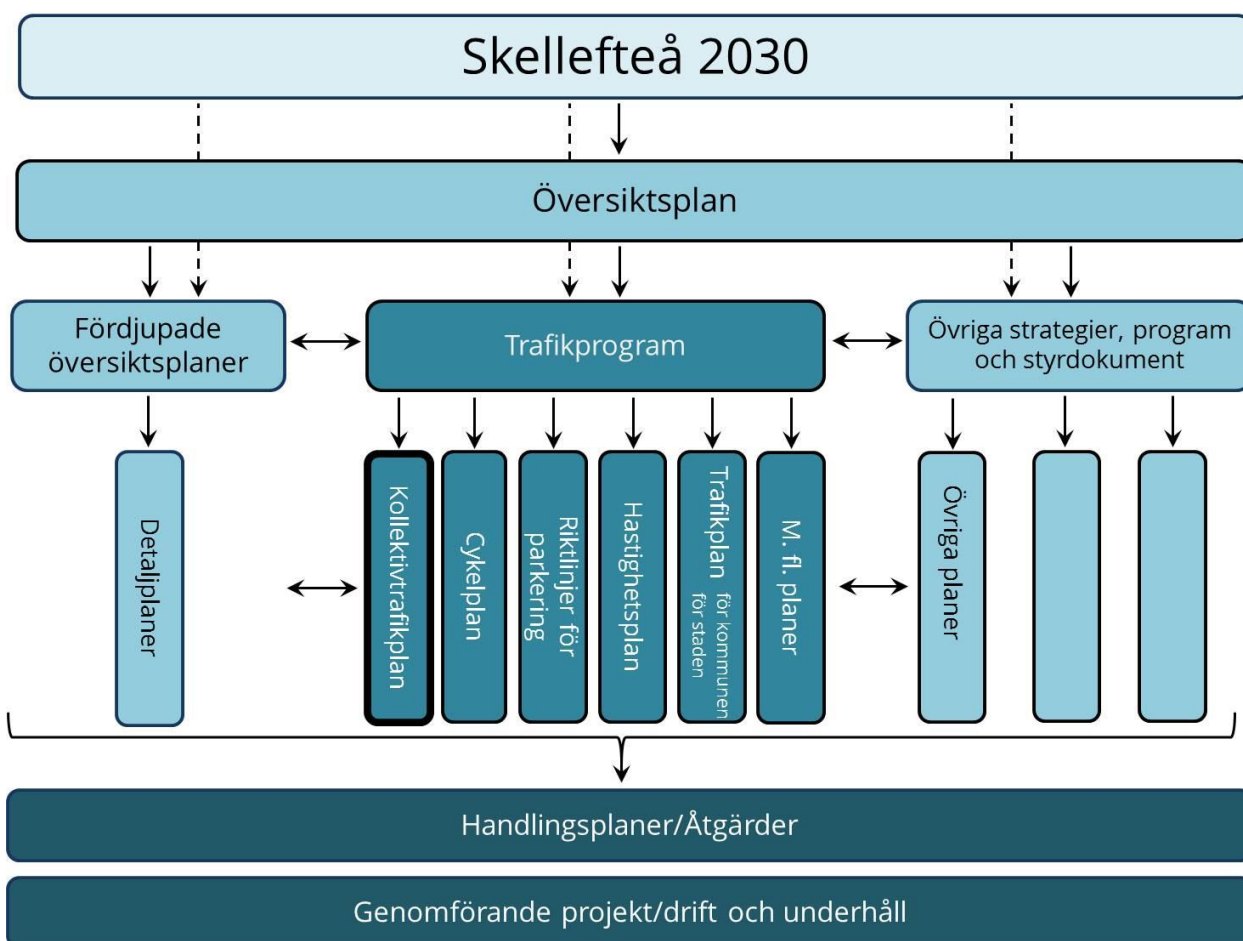 Skellefteå 2030
Översiktsplan
Fördjupade
översiktsplaner
Trafikprogram
Övriga strategier, program
och styrdokument
Detaljplaner
Kollektivtrafikplan
Cykelplan
Riktlinjer för
parkering
Hastighetsplan
Trafikplan för kommunen
för staden
M. fl. planer
Övriga planer
Handlingsplaner/Åtgärder
Genomförande projekt/drift och underhåll